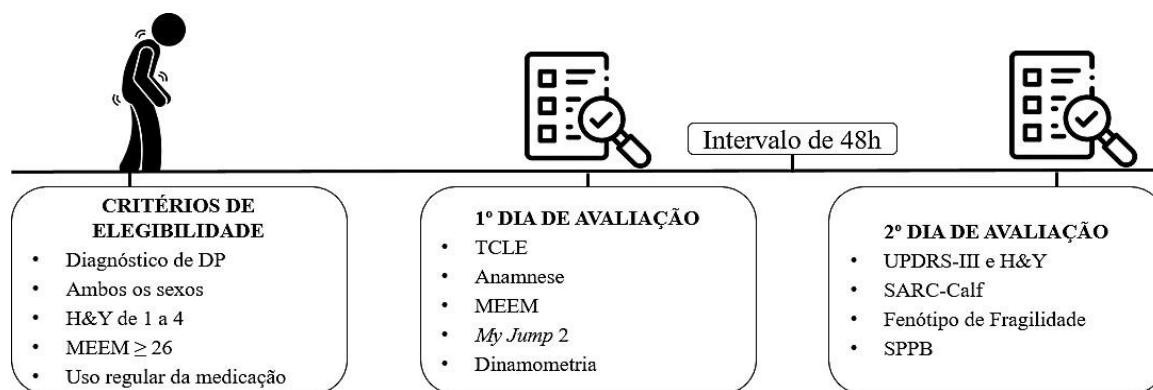 Intervalo de 48h
CRITÉRIOS DE
ELEGIBILIDADE
• Diagnóstico de DP
• Ambos os sexos
• H&Y de 1 a 4
• MEEM ≥ 26
• Uso regular da medicação
1º DIA DE AVALIAÇÃO
• TCLE
• Anamnese
• MEEM
• My Jump 2
• Dinamometria
2º DIA DE AVALIAÇÃO
• UPDRS-III e H&Y
• SARC-Calf
• Fenótipo de Fragilidade
• SPPB